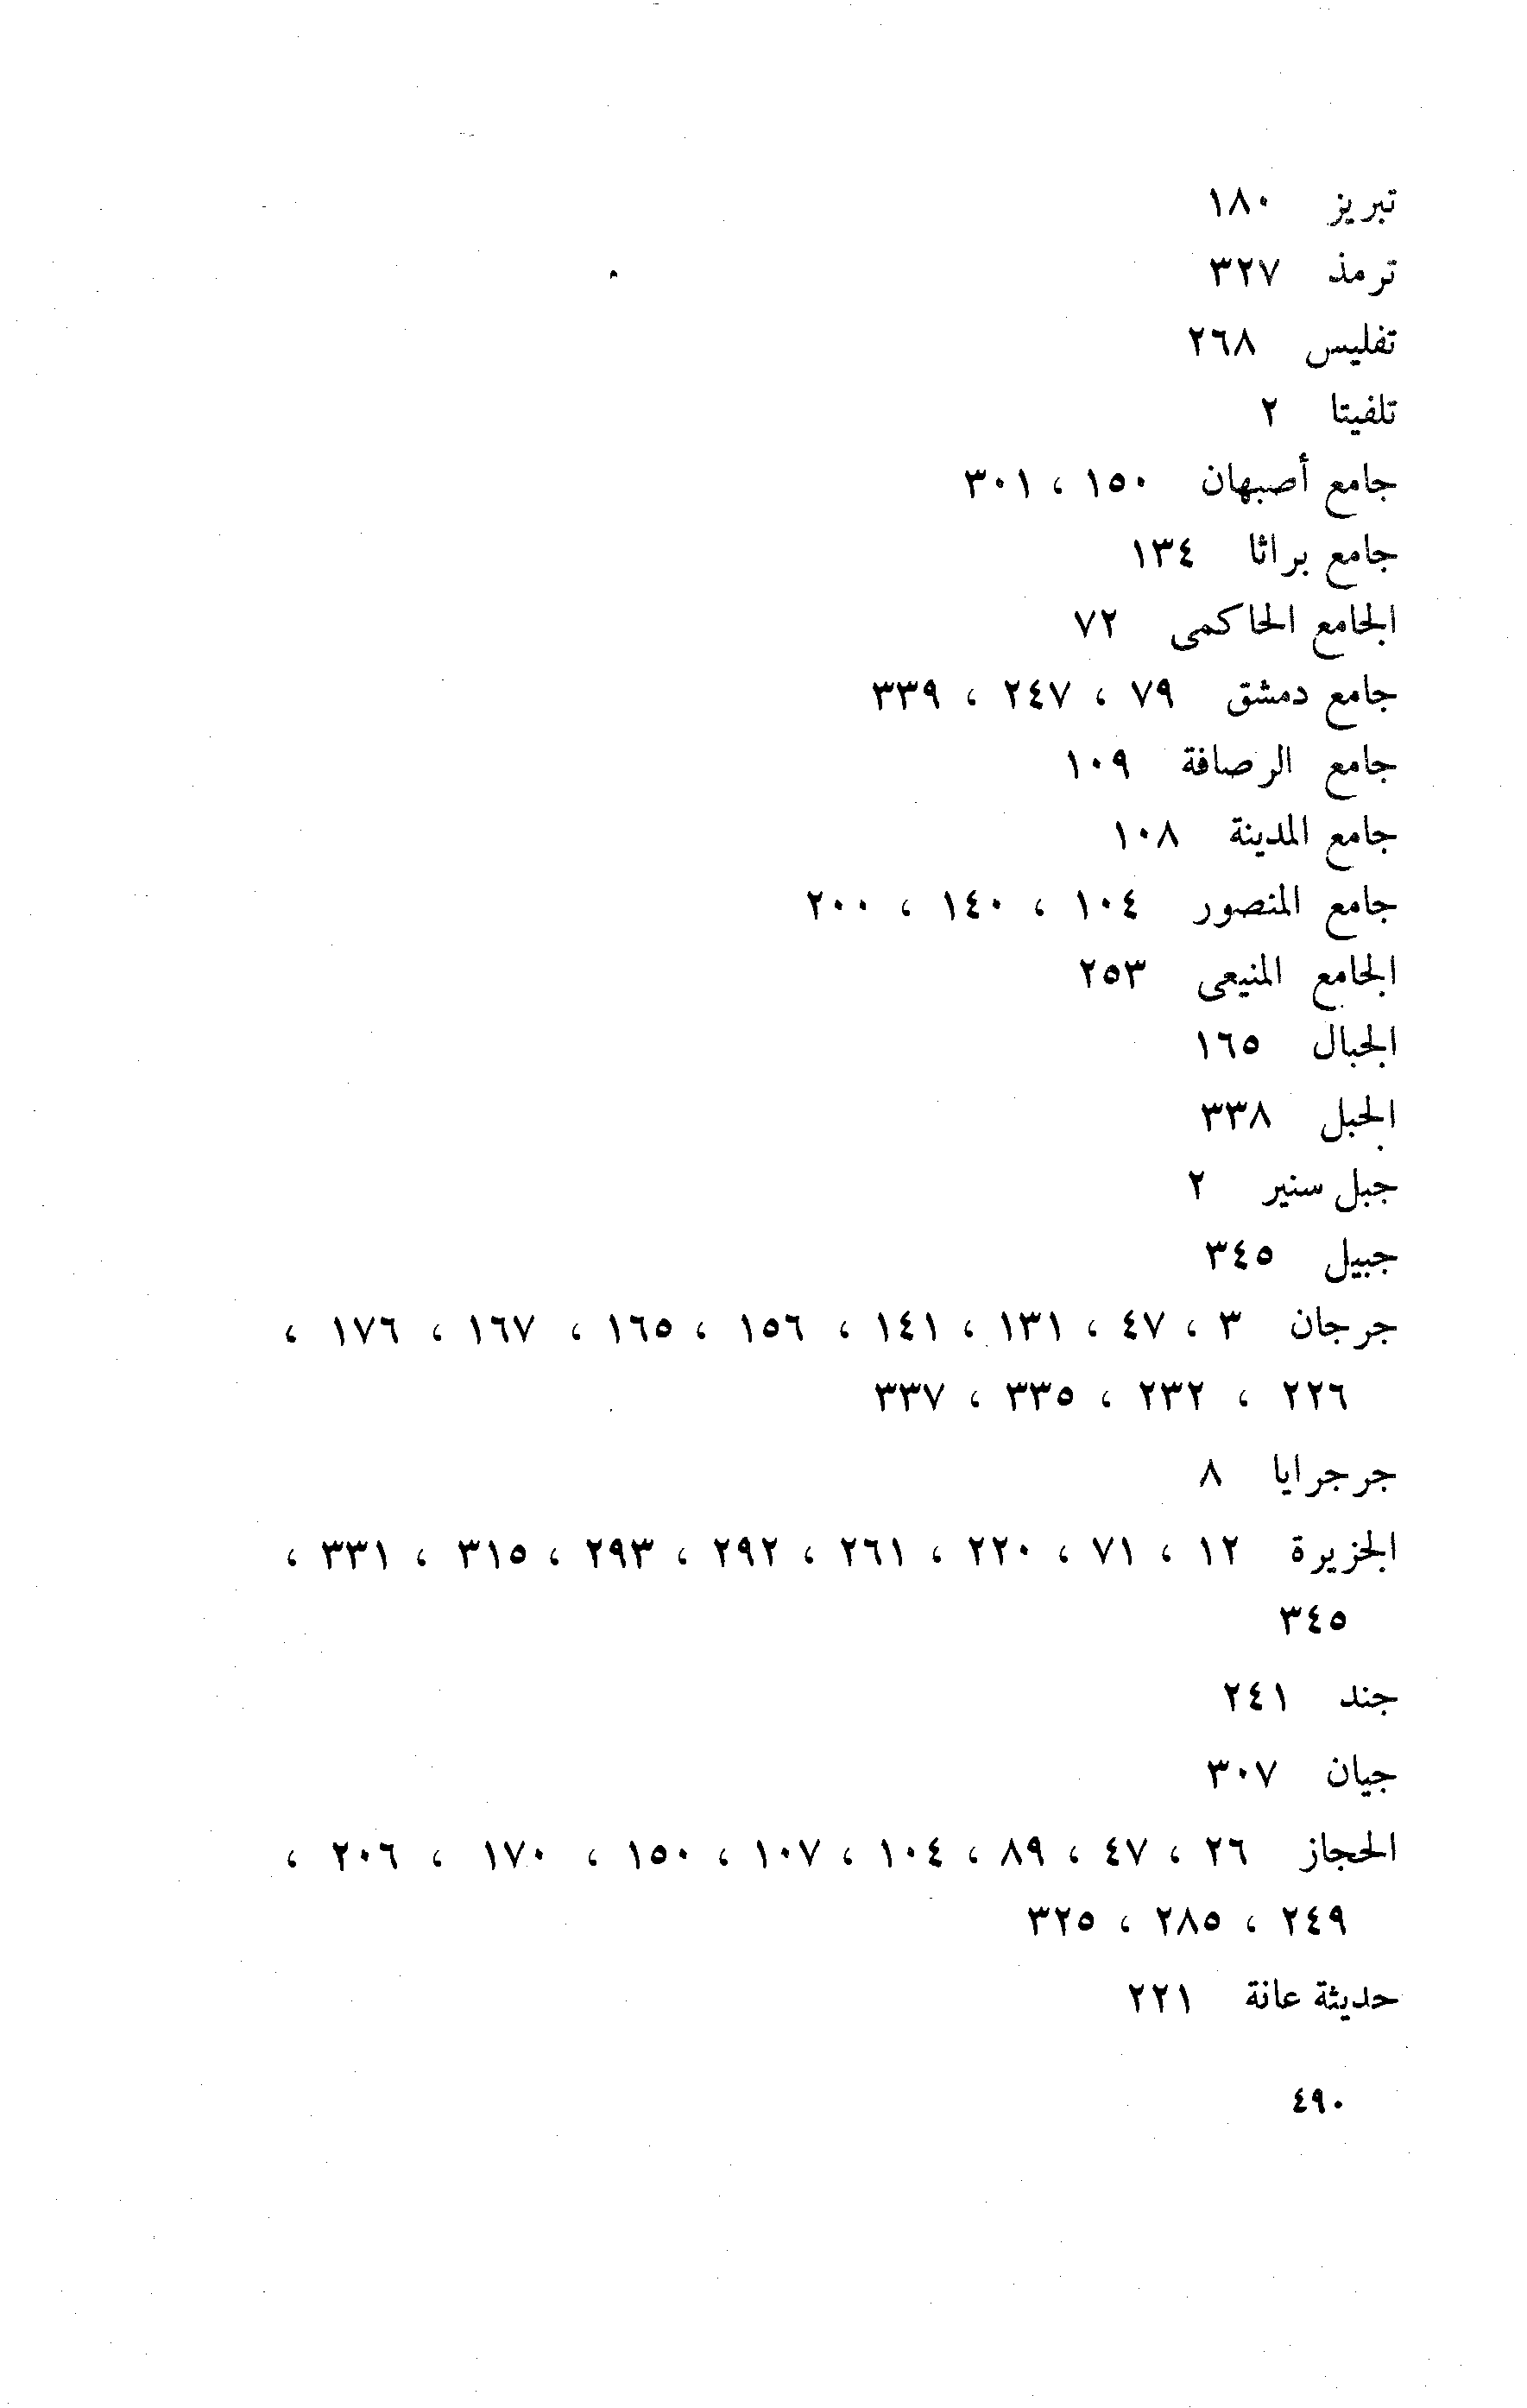 تبريز ١٨٠
ترمذ ٣٢٧
تفليس ٢٦٨
تلفيتا ٢
جامع أصبهان ١٥٠ ، ٣٠١
جامع براثا ١٣٤
الجامع الحاكمى ٧٢
جامع دمشق ٧٩ ، ٢٤٧ ، ٣٣٩
جامع الرصافة ١٠٩
جامع المدينة ١٠٨
جامع المنصور ١٠٤ ، ١٤٠ ، ٢٠٠
الجامع المنيعى ٢٥٣
الجبال ١٦٥
الجبل ٣٣٨
جبل سنير ٢
جبيل ٣٤٥
جرجان ٣ ، ٤٧ ، ١٣١ ، ١٤١ ، ١٥٦ ، ١٦٥ ، ١٦٧ ، ١٧٦ ،
٢٢٦ ، ٢٣٢ ، ٣٣٥ ، ٣٣٧
جرجرايا ٨
الجزيرة ١٢ ، ٧١ ، ٢٢٠ ، ٢٦١ ، ٢٩٢ ، ٢٩٣ ، ٣١٥ ، ٣٣١ ،
٣٤٥
جند ٢٤١
جيان ٣٠٧
الحجاز ٢٦ ، ٤٧ ، ٨٩ ، ١٠٤ ، ١٠٧ ، ١٥٠ ، ١٧٠ ، ٢٠٦ ،
٢٤٩ ، ٢٨٥ ، ٣٢٥
حديثة عانة ٢٢١
٤٩٠